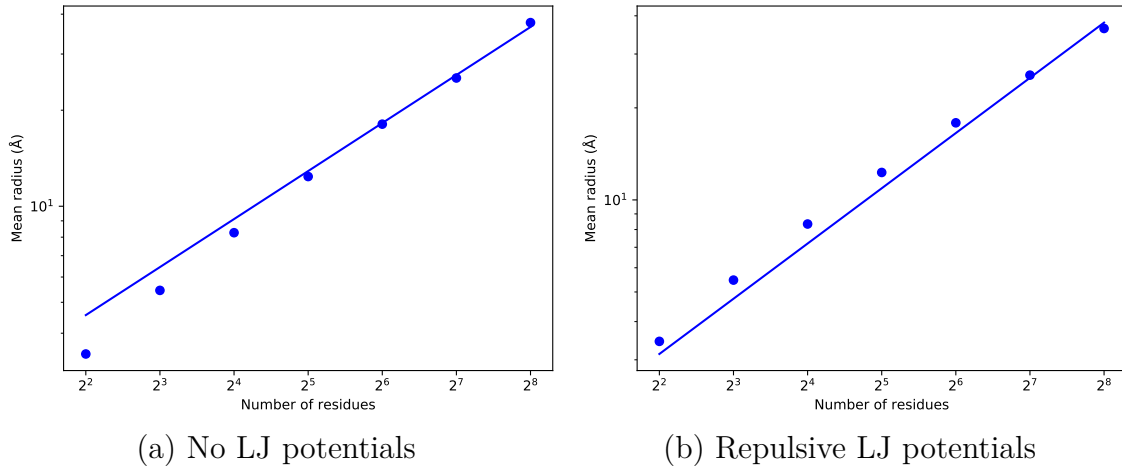 Mean radius (Å)
10¹
2² 2³ 2⁴ 2⁵ 2⁶ 2⁷ 2⁸
Number of residues
(a) No LJ potentials
Mean radius (Å)
10¹
2² 2³ 2⁴ 2⁵ 2⁶ 2⁷ 2⁸
Number of residues
(b) Repulsive LJ potentials